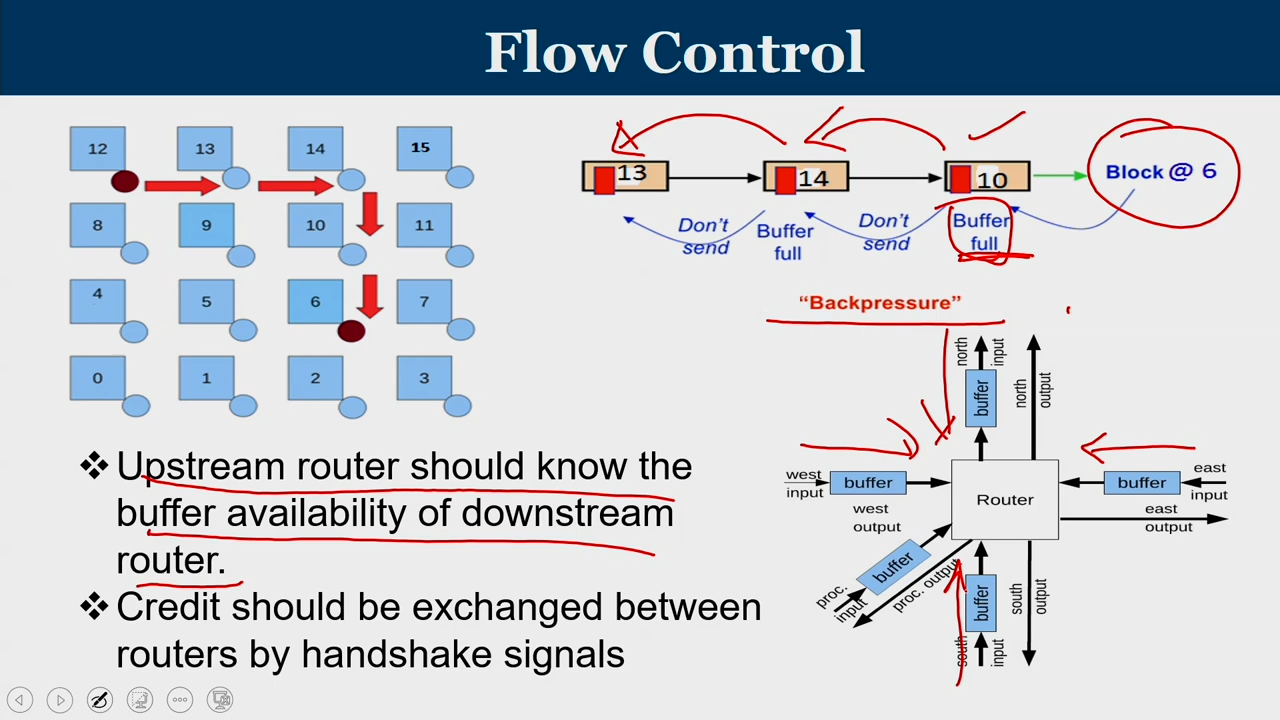 Flow Control
12 13 14 15
8 9 10 11
4 5 6 7
0 1 2 3
13 14 10 Block @ 6
Don't send
Buffer full
Don't send
Buffer full
“Backpressure”
north input
buffer
north output
west input
buffer
west output
Router
buffer
east input
east output
proc. input
buffer
proc. output
south input
buffer
south output
❖ Upstream router should know the
buffer availability of downstream
router.
❖ Credit should be exchanged between
routers by handshake signals